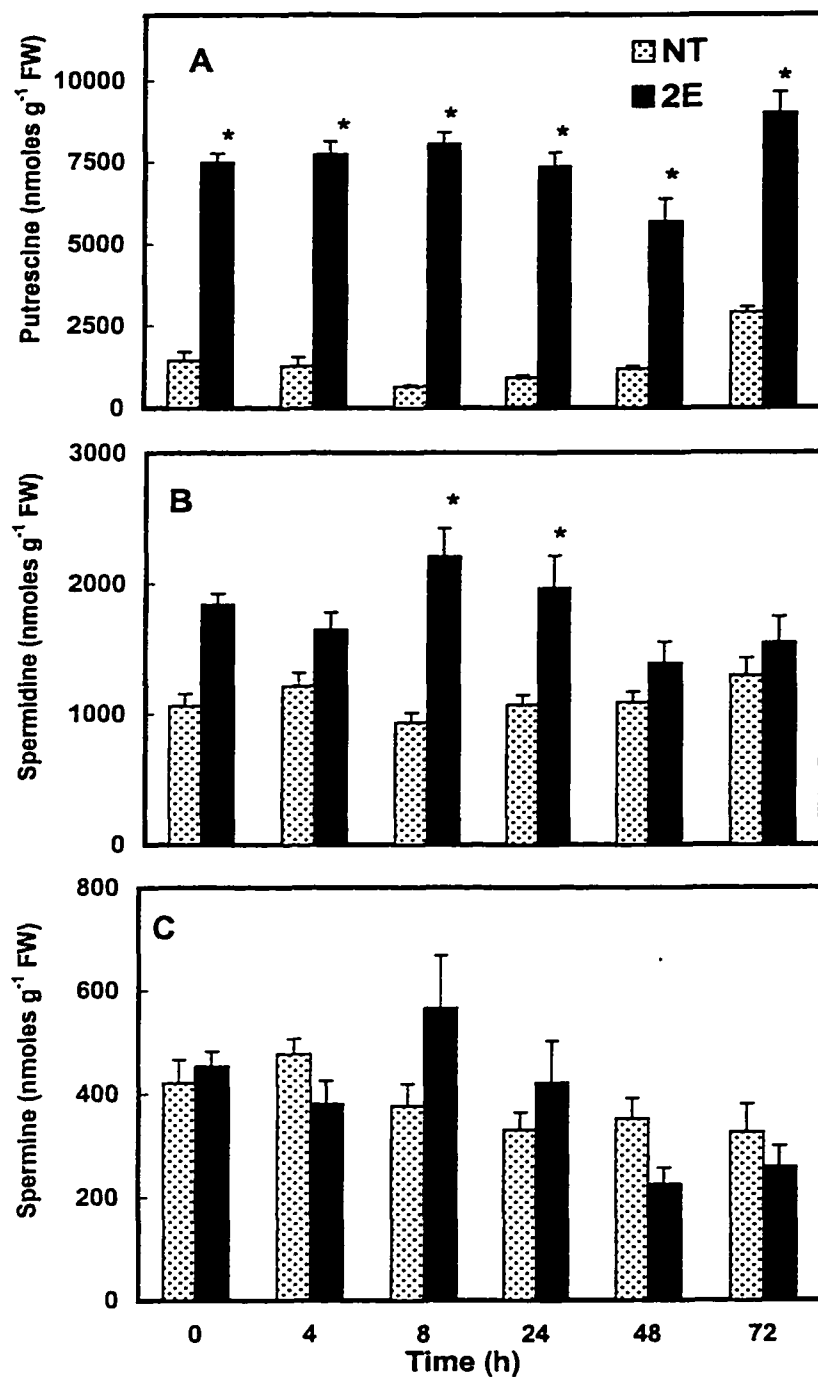 A
NT
2E
Putrescine (nmoles g⁻¹ FW)
10000
7500
5000
2500
0
* * * * * *
B
Spermidine (nmoles g⁻¹ FW)
3000
2000
1000
0
* *
C
Spermine (nmoles g⁻¹ FW)
800
600
400
200
0
0 4 8 24 48 72
Time (h)